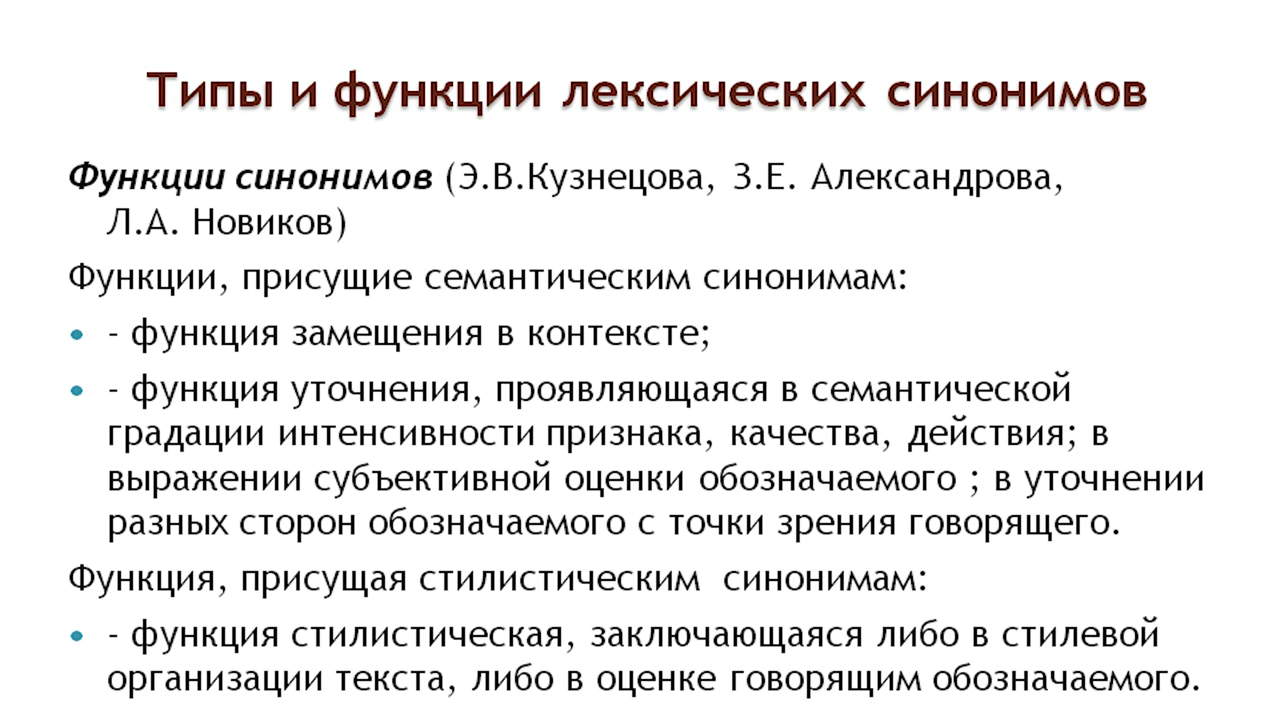 Типы и функции лексических синонимов
Функции синонимов (Э.В.Кузнецова, З.Е. Александрова,
Л.А. Новиков)
Функции, присущие семантическим синонимам:
• - функция замещения в контексте;
• - функция уточнения, проявляющаяся в семантической
градации интенсивности признака, качества, действия; в
выражении субъективной оценки обозначаемого ; в уточнении
разных сторон обозначаемого с точки зрения говорящего.
Функция, присущая стилистическим синонимам:
• - функция стилистическая, заключающаяся либо в стилевой
организации текста, либо в оценке говорящим обозначаемого.